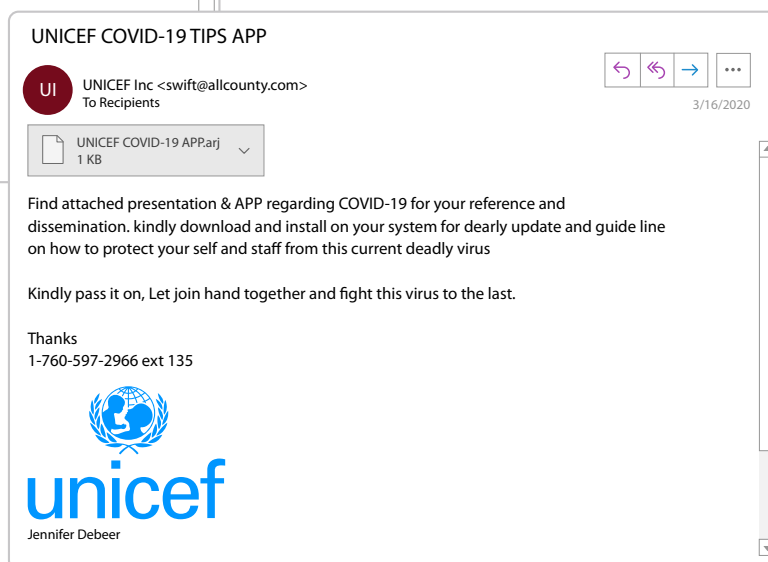 UNICEF COVID-19 TIPS APP
UI
UNICEF Inc <swift@allcounty.com>
To Recipients
3/16/2020
UNICEF COVID-19 APP.arj
1 KB
Find attached presentation & APP regarding COVID-19 for your reference and
dissemination. kindly download and install on your system for dearly update and guide line
on how to protect your self and staff from this current deadly virus
Kindly pass it on, Let join hand together and fight this virus to the last.
Thanks
1-760-597-2966 ext 135
unicef
Jennifer Debeer